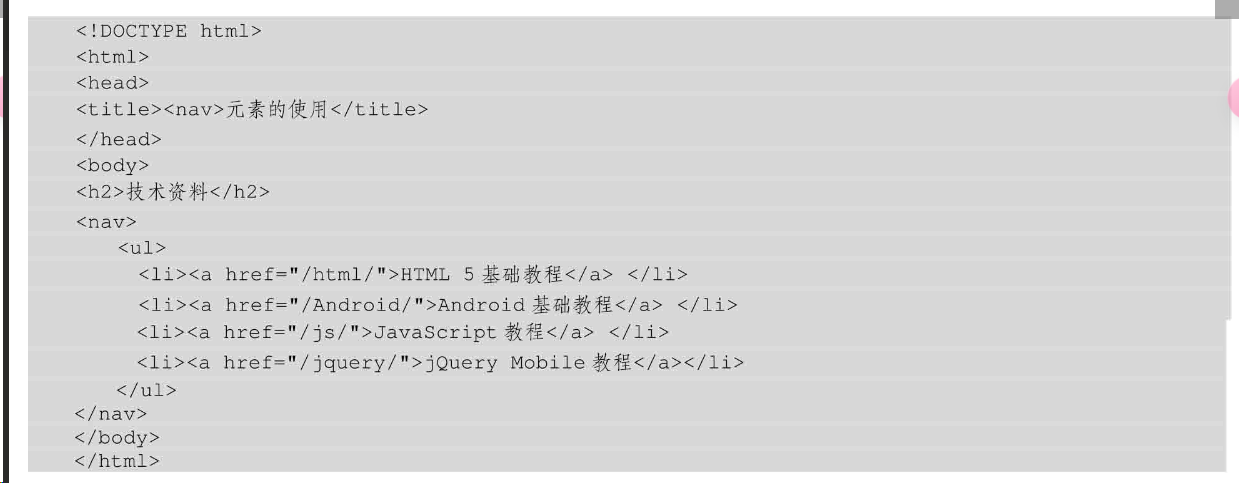 <!DOCTYPE html>
<html>
<head>
<title><nav>元素的使用</title>
</head>
<body>
<h2>技术资料</h2>
<nav>
<ul>
<li><a href="/html/">HTML 5 基础教程</a> </li>
<li><a href="/Android/">Android 基础教程</a> </li>
<li><a href="/js/">JavaScript 教程</a> </li>
<li><a href="/jquery/">jQuery Mobile 教程</a></li>
</ul>
</nav>
</body>
</html>